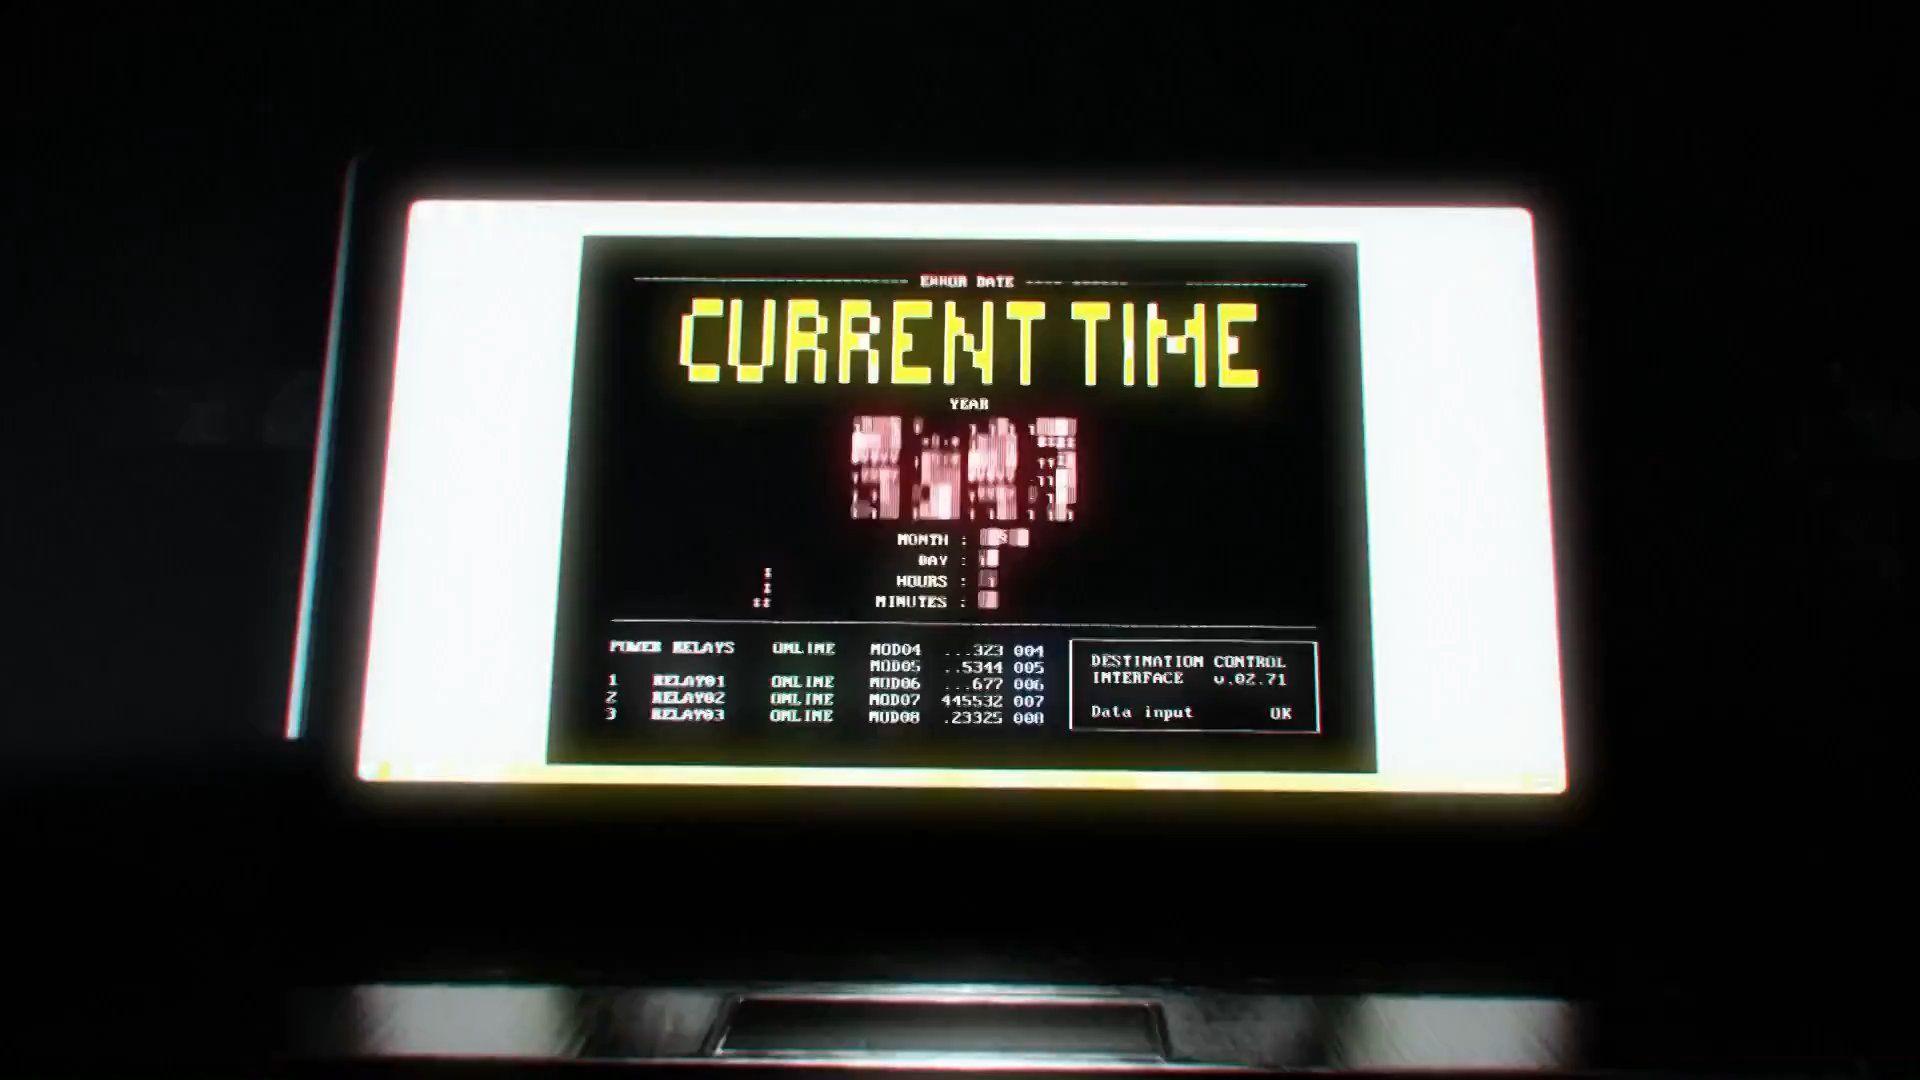 ERROR DATE
CURRENT TIME
YEAR
MONTH :
DAY :
HOURS :
MINUTES :
POWER RELAYS ONLINE
1 RELAY01 ONLINE
2 RELAY02 ONLINE
3 RELAY03 ONLINE
MOD04 ...323 004
MOD05 ..5344 005
MOD06 ...677 006
MOD07 445532 007
MOD08 .23325 008
DESTINATION CONTROL
INTERFACE v.02.71
Data input OK